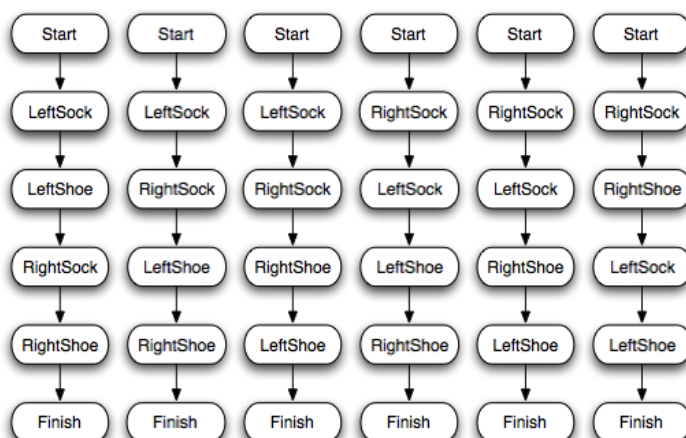 Start Start Start Start Start Start
LeftSock LeftSock LeftSock RightSock RightSock RightSock
LeftShoe RightSock RightSock LeftSock LeftSock RightShoe
RightSock LeftShoe RightShoe LeftShoe RightShoe LeftSock
RightShoe RightShoe LeftShoe RightShoe LeftShoe LeftShoe
Finish Finish Finish Finish Finish Finish